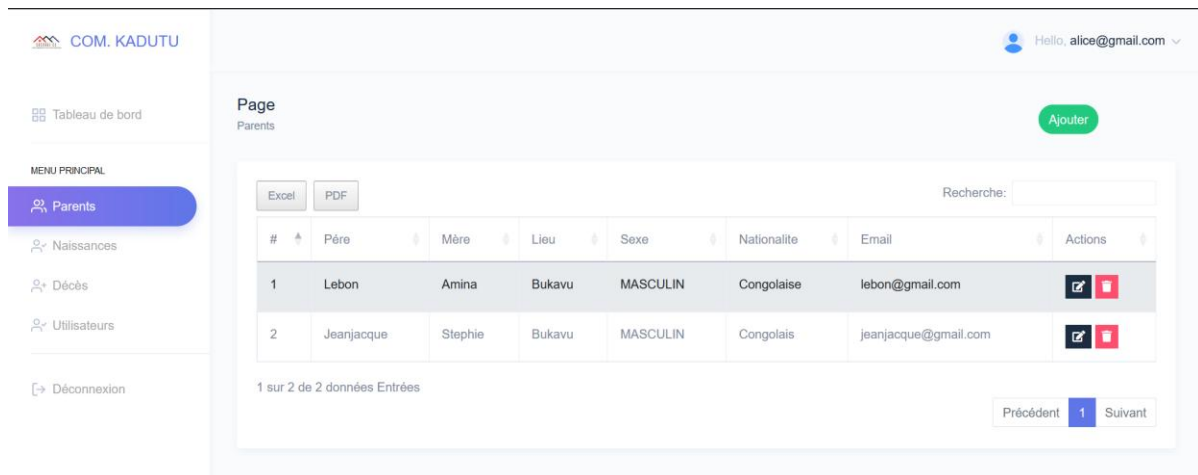 COM. KADUTU
Hello, alice@gmail.com
Tableau de bord
MENU PRINCIPAL
Parents
Naissances
Décès
Utilisateurs
Déconnexion
Page
Parents
Ajouter
Excel PDF
Recherche:
# Pére Mère Lieu Sexe Nationalite Email Actions
1 Lebon Amina Bukavu MASCULIN Congolaise lebon@gmail.com
2 Jeanjacque Stephie Bukavu MASCULIN Congolais jeanjacque@gmail.com
1 sur 2 de 2 données Entrées
Précédent 1 Suivant